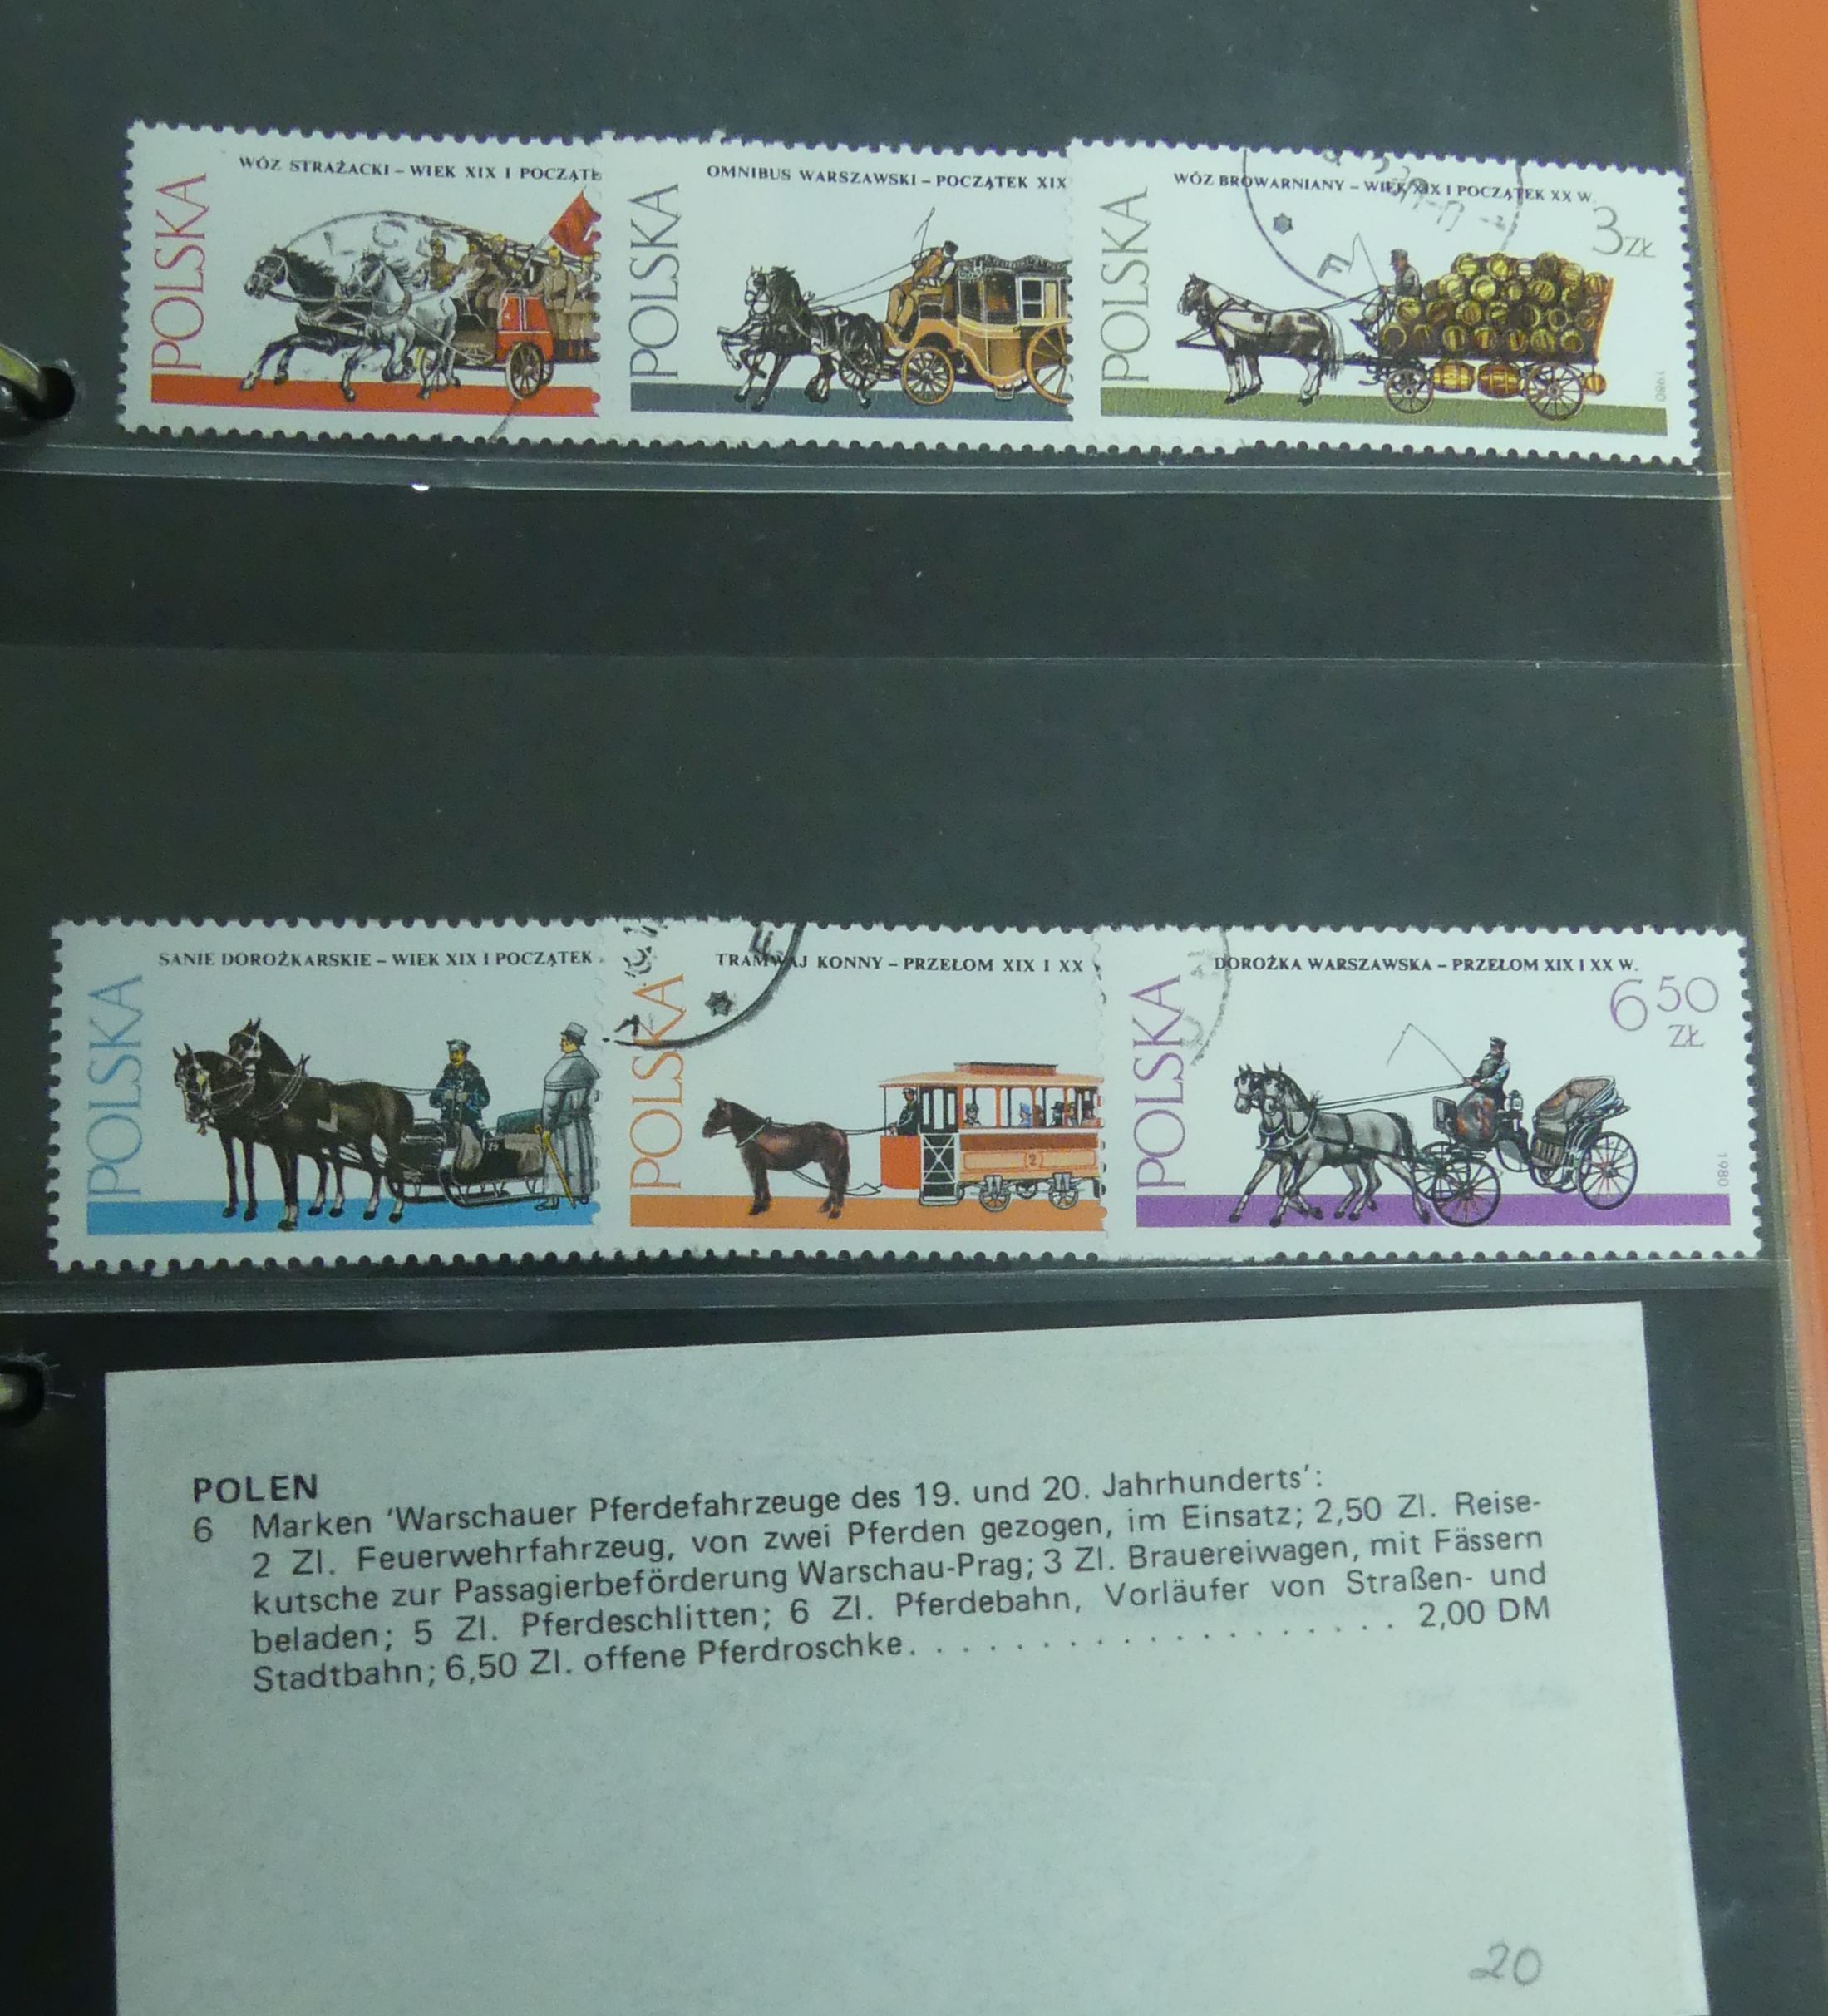 WÓZ STRAŻACKI – WIEK XIX I POCZĄTE
POLSKA
OMNIBUS WARSZAWSKI – POCZĄTEK XIX
POLSKA
WÓZ BROWARNIANY – WIEK XIX I POCZĄTEK XX W.
POLSKA
3 ZŁ
F
1980
SANIE DOROŻKARSKIE – WIEK XIX I POCZĄTEK
POLSKA
TRAMWAJ KONNY – PRZEŁOM XIX I XX
POLSKA
2
DOROŻKA WARSZAWSKA – PRZEŁOM XIX I XX W.
POLSKA
6 50 ZŁ
1980
POLEN
6 Marken 'Warschauer Pferdefahrzeuge des 19. und 20. Jahrhunderts':
2 Zl. Feuerwehrfahrzeug, von zwei Pferden gezogen, im Einsatz; 2,50 Zl. Reise-
kutsche zur Passagierbeförderung Warschau-Prag; 3 Zl. Brauereiwagen, mit Fässern
beladen; 5 Zl. Pferdeschlitten; 6 Zl. Pferdebahn, Vorläufer von Straßen- und
Stadtbahn; 6,50 Zl. offene Pferdroschke. . . . . . . . . . . . . . . . . . . 2,00 DM
20